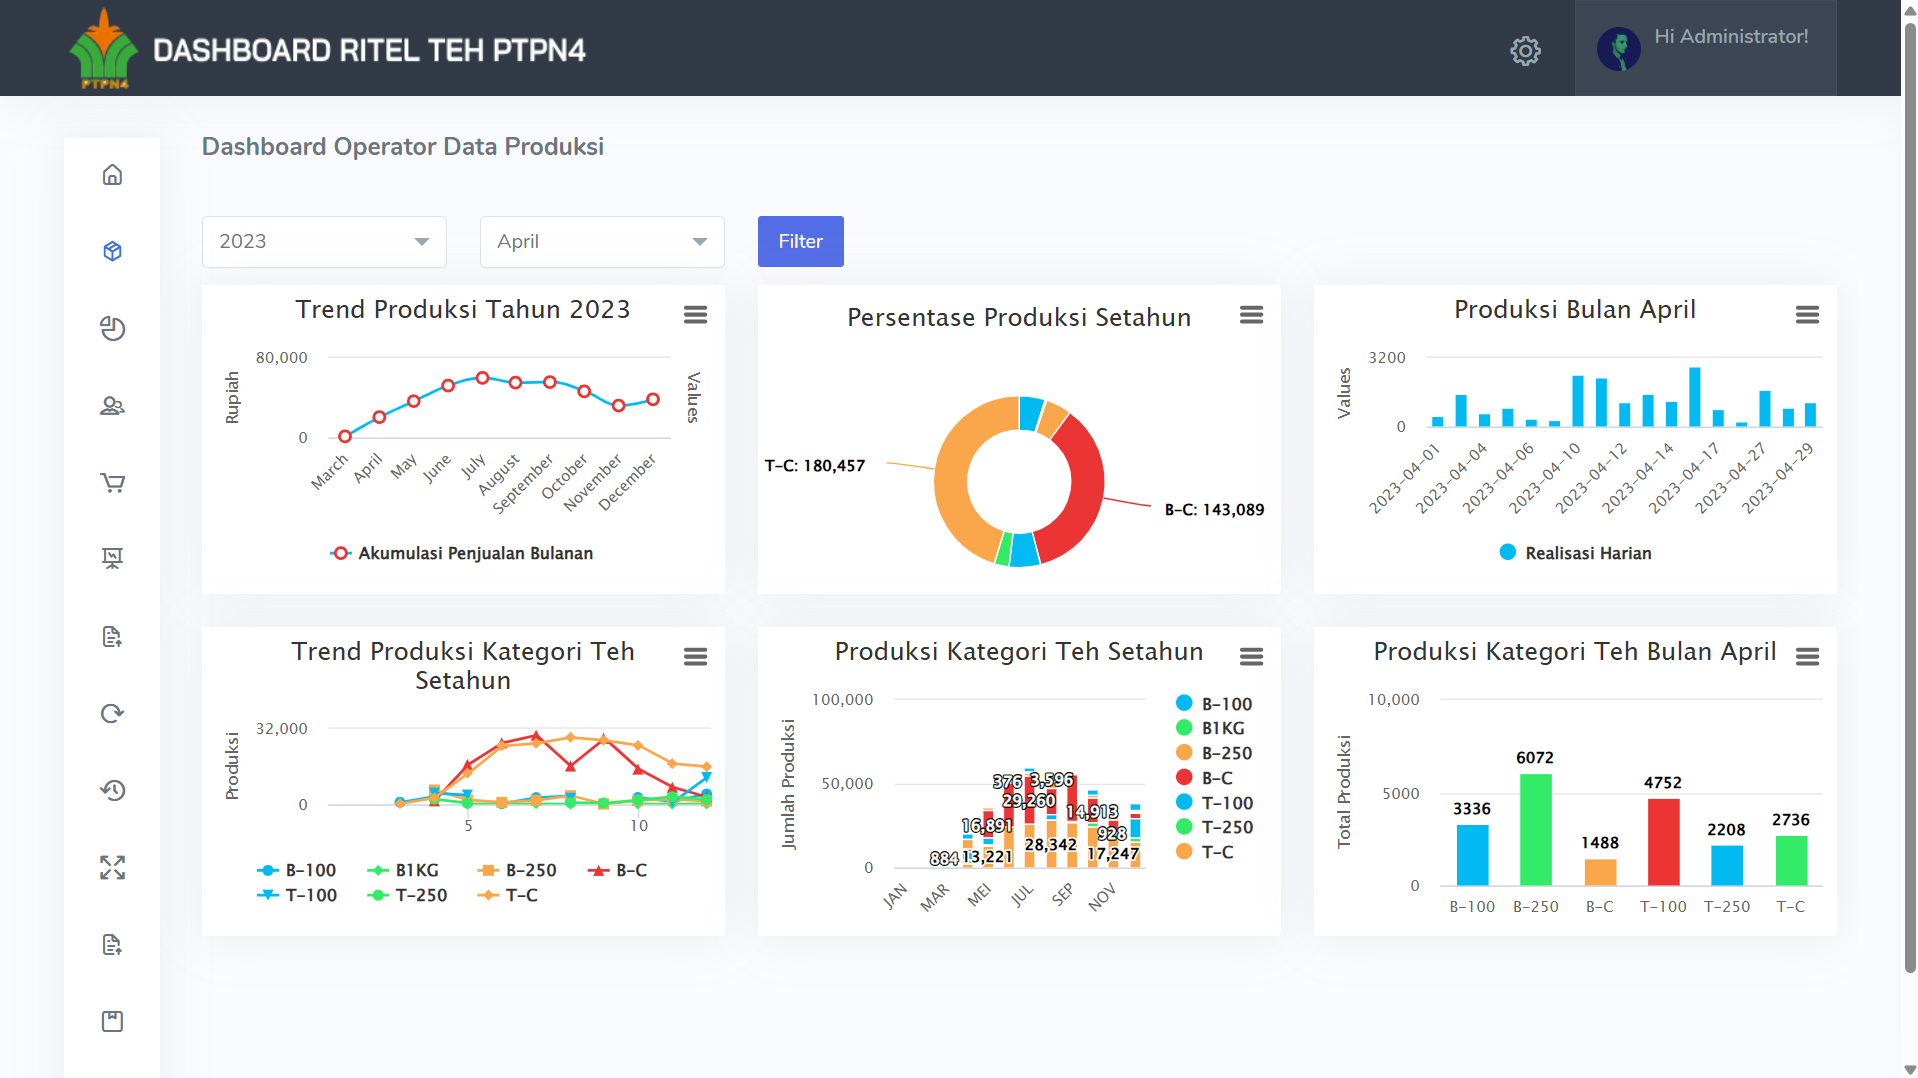 PTPN4
DASHBOARD RITEL TEH PTPN4
Hi Administrator!
Dashboard Operator Data Produksi
2023
April
Filter
Trend Produksi Tahun 2023
80,000
0
Rupiah
Values
March
April
May
June
July
August
September
October
November
December
Akumulasi Penjualan Bulanan
Persentase Produksi Setahun
T-C: 180,457
B-C: 143,089
Produksi Bulan April
3200
0
Values
2023-04-01
2023-04-04
2023-04-06
2023-04-10
2023-04-12
2023-04-14
2023-04-17
2023-04-27
2023-04-29
Realisasi Harian
Trend Produksi Kategori Teh
Setahun
32,000
0
Produksi
5
10
B-100
B1KG
B-250
B-C
T-100
T-250
T-C
Produksi Kategori Teh Setahun
100,000
50,000
0
Jumlah Produksi
376
3,596
29,260
14,913
16,891
928
28,342
884
13,221
17,247
JAN
MAR
MEI
JUL
SEP
NOV
B-100
B1KG
B-250
B-C
T-100
T-250
T-C
Produksi Kategori Teh Bulan April
10,000
5000
0
Total Produksi
3336
6072
1488
4752
2208
2736
B-100
B-250
B-C
T-100
T-250
T-C